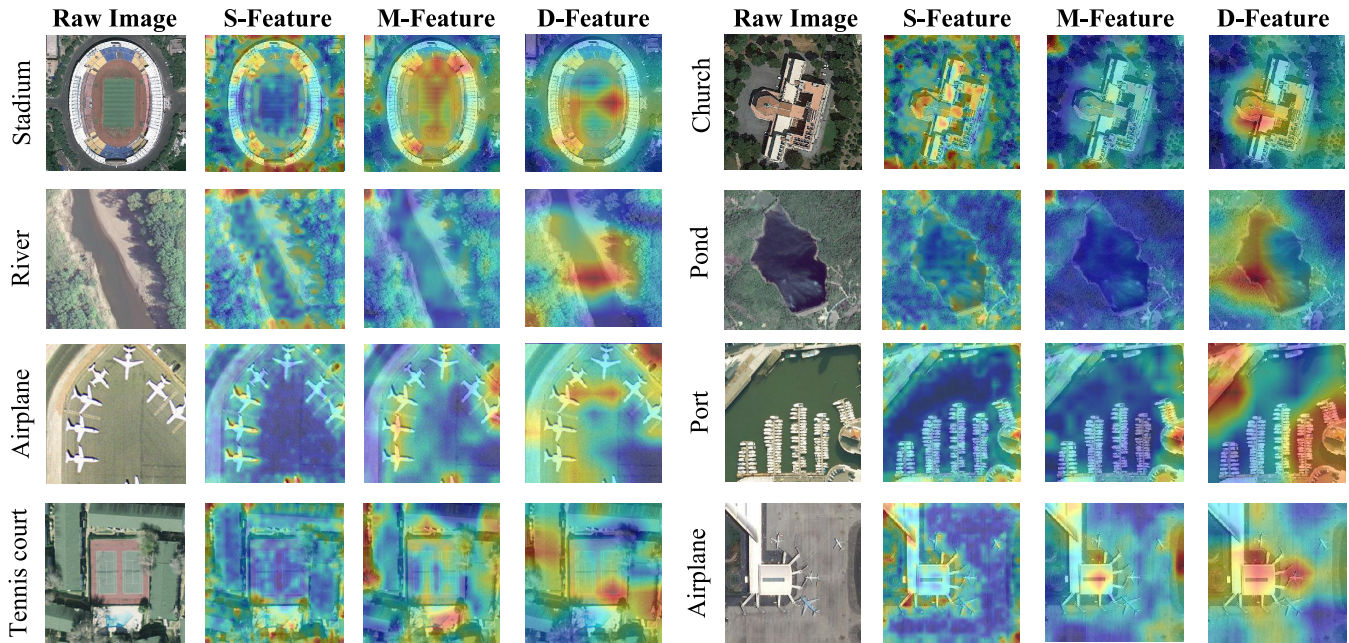 Raw Image S-Feature M-Feature D-Feature Raw Image S-Feature M-Feature D-Feature
Stadium Church
River Pond
Airplane Port
Tennis court Airplane